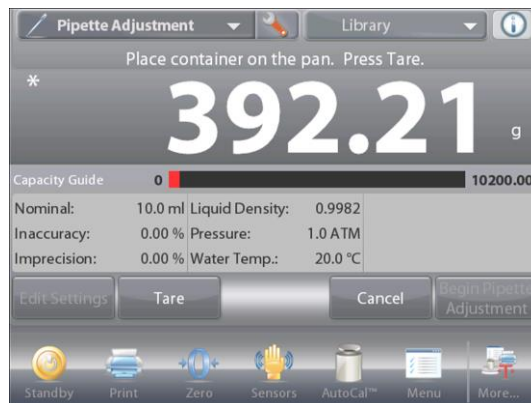 Pipette Adjustment Library
Place container on the pan. Press Tare.
* 392.21 g
Capacity Guide 0 10200.00
Nominal: 10.0 ml Liquid Density: 0.9982
Inaccuracy: 0.00 % Pressure: 1.0 ATM
Imprecision: 0.00 % Water Temp.: 20.0 °C
Edit Settings Tare Cancel Begin Pipette
Adjustment
Standby Print Zero Sensors AutoCal™ Menu More...